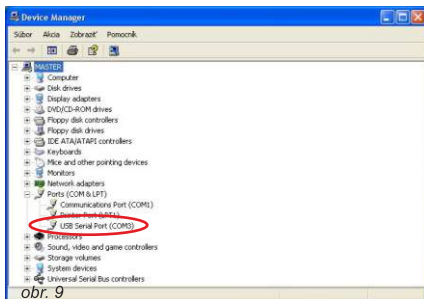 Device Manager
Súbor Akcia Zobraziť Pomocník
MASTER
Computer
Disk drives
Display adapters
DVD/CD-ROM drives
Floppy disk controllers
Floppy disk drives
IDE ATA/ATAPI controllers
Keyboards
Mice and other pointing devices
Monitors
Network adapters
Ports (COM & LPT)
Communications Port (COM1)
Printer Port (LPT1)
USB Serial Port (COM3)
Processors
Sound, video and game controllers
Storage volumes
System devices
Universal Serial Bus controllers
obr. 9